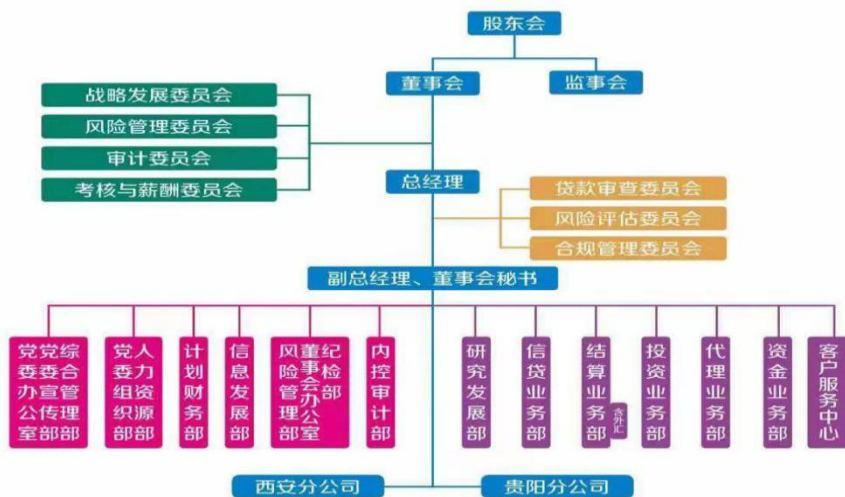 股东会
董事会
监事会
战略发展委员会
风险管理委员会
审计委员会
考核与薪酬委员会
总经理
贷款审查委员会
风险评估委员会
合规管理委员会
副总经理、董事会秘书
党委办公室
党委宣传部
综合管理部
党委组织部
人力资源部
计划财务部
信息发展部
风险管理部
董事会办公室
纪检部
内控审计部
研究发展部
信贷业务部
结算业务部
含外汇
投资业务部
代理业务部
资金业务部
客户服务中心
西安分公司
贵阳分公司